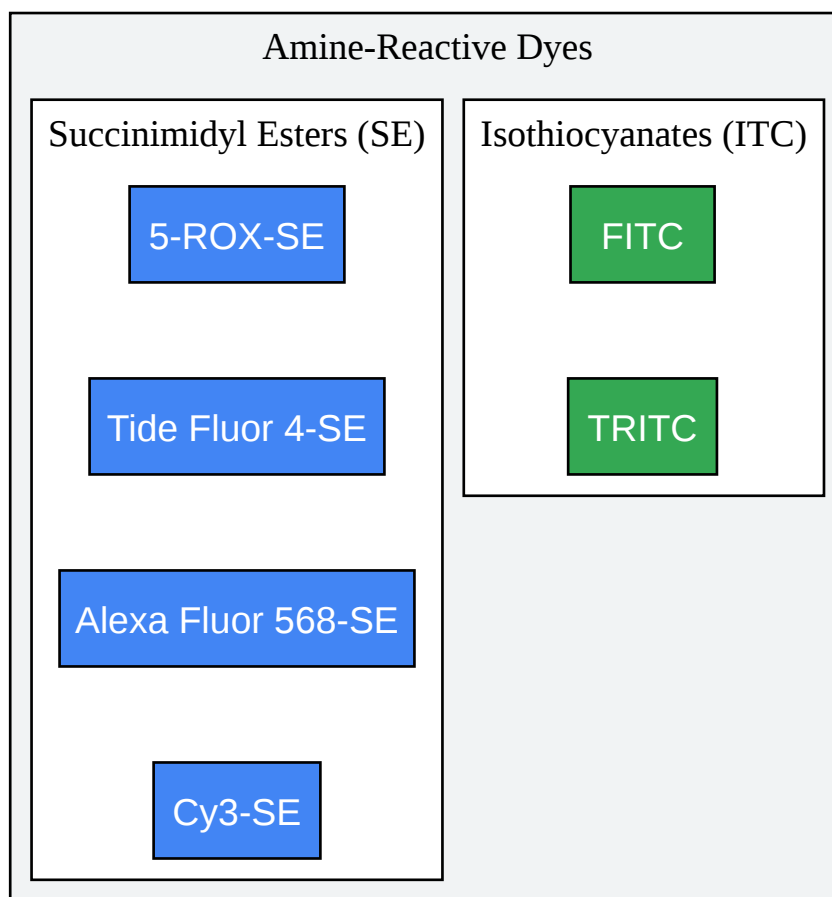 Amine-Reactive Dyes
Succinimidyl Esters (SE)
5-ROX-SE
Tide Fluor 4-SE
Alexa Fluor 568-SE
Cy3-SE
Isothiocyanates (ITC)
FITC
TRITC